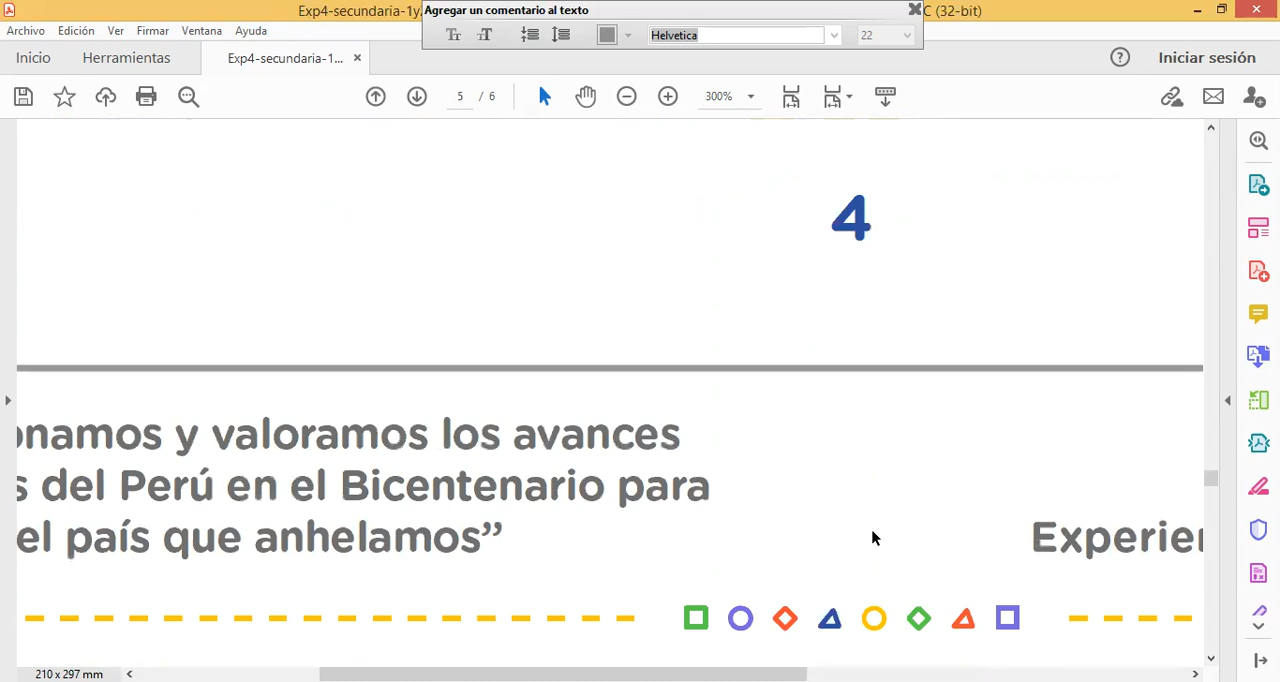 Exp4-secundaria-1y
Agregar un comentario al texto
C (32-bit)
Archivo Edición Ver Firmar Ventana Ayuda
Helvetica
22
Inicio Herramientas Exp4-secundaria-1... Iniciar sesión
5 / 6 300%
4
onamos y valoramos los avances
s del Perú en el Bicentenario para
el país que anhelamos”
Experien
210 x 297 mm